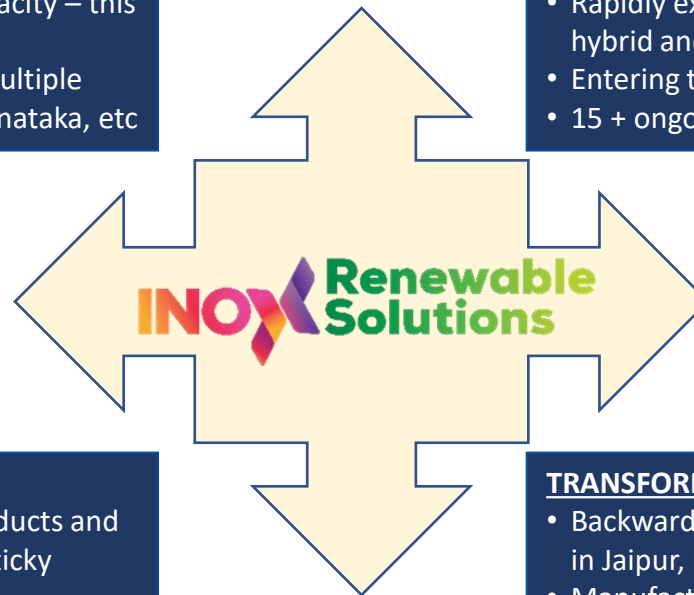 acity – this
ultiple
nataka, etc
• Rapidly ex
hybrid and
• Entering t
• 15 + ongo
INOX Renewable
Solutions
ducts and
ticky
TRANSFOR
• Backward
in Jaipur,